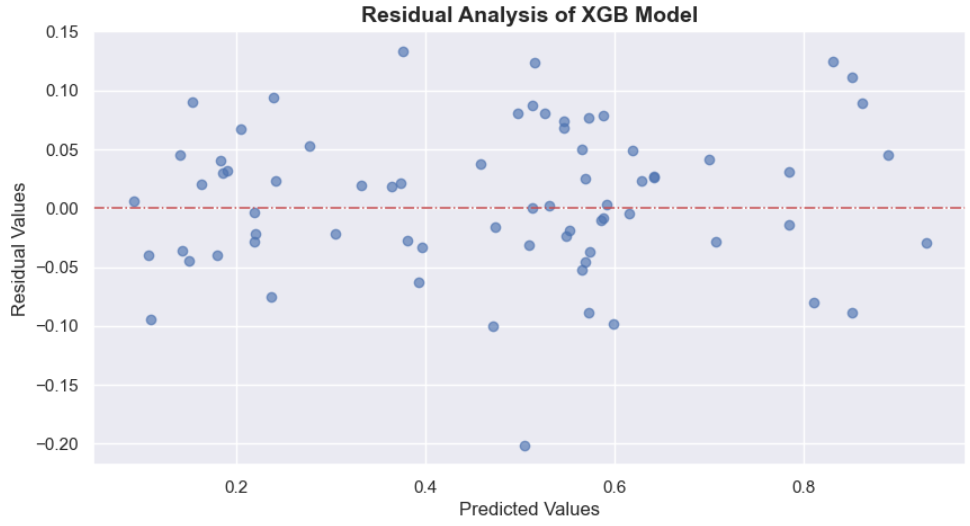 Residual Analysis of XGB Model
0.15
0.10
0.05
0.00
−0.05
−0.10
−0.15
−0.20
Residual Values
0.2 0.4 0.6 0.8
Predicted Values